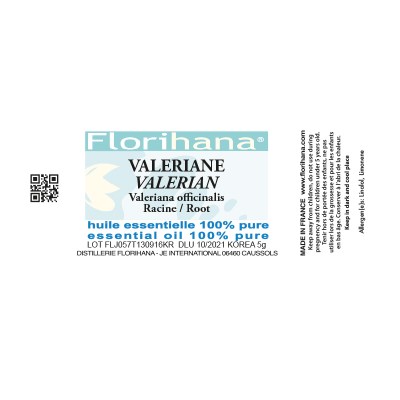 Florihana®
VALERIANE
VALERIAN
Valeriana officinalis
Racine / Root
huile essentielle 100% pure
essential oil 100% pure
LOT FLJ057T130916KR DLU 10/2021 KOREA 5g
DISTILLERIE FLORIHANA - JE INTERNATIONAL 06460 CAUSSOLS
MADE IN FRANCE www.florihana.com
Keep away from children, do not use during
pregnancy and for children under 5 years old.
Tenir hors de portée des enfants, ne pas
utiliser lors de la grossesse et pour les enfants
en bas âge. Conserver à l'abri de la chaleur.
Keep in dark and cool place
Allergen(e)s: Linalol, Limonene